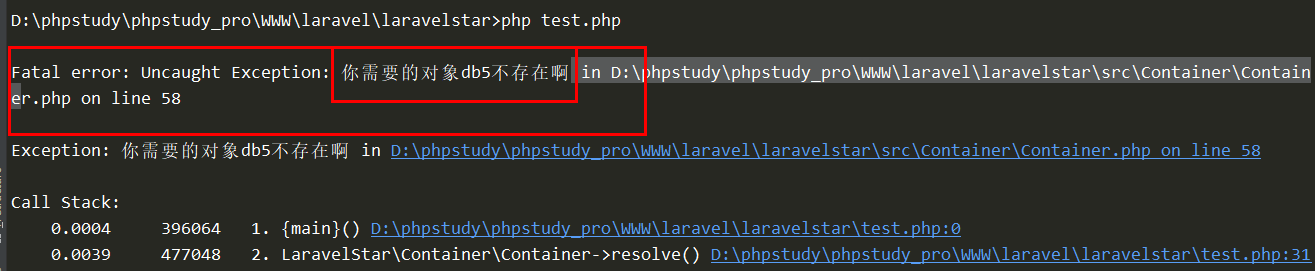 D:\phpstudy\phpstudy_pro\WWW\laravel\laravelstar>php test.php
Fatal error: Uncaught Exception: 你需要的对象db5不存在啊 in D:\phpstudy\phpstudy_pro\WWW\laravel\laravelstar\src\Container\Contain
er.php on line 58
Exception: 你需要的对象db5不存在啊 in D:\phpstudy\phpstudy_pro\WWW\laravel\laravelstar\src\Container\Container.php on line 58
Call Stack:
0.0004 396064 1. {main}() D:\phpstudy\phpstudy_pro\WWW\laravel\laravelstar\test.php:0
0.0039 477048 2. LaravelStar\Container\Container->resolve() D:\phpstudy\phpstudy_pro\WWW\laravel\laravelstar\test.php:31